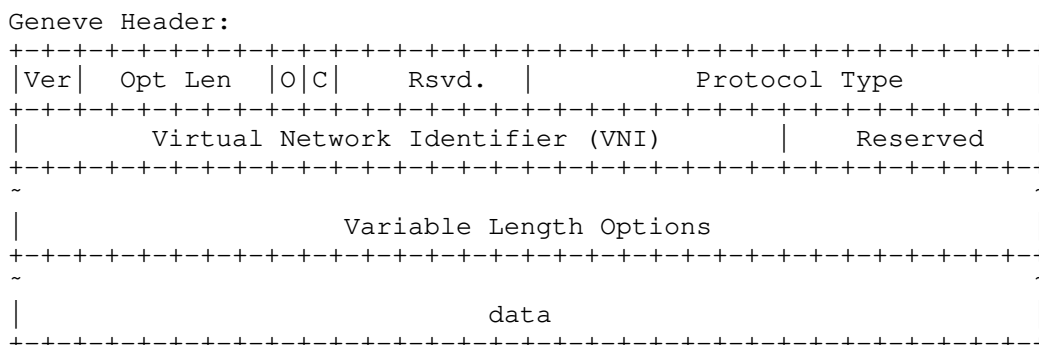 Geneve Header:
+-+-+-+-+-+-+-+-+-+-+-+-+-+-+-+-+-+-+-+-+-+-+-+-+-+-+-+-+-+-+-+--
|Ver|  Opt Len  |O|C|    Rsvd.  |          Protocol Type
+-+-+-+-+-+-+-+-+-+-+-+-+-+-+-+-+-+-+-+-+-+-+-+-+-+-+-+-+-+-+-+--
|        Virtual Network Identifier (VNI)       |    Reserved   |
+-+-+-+-+-+-+-+-+-+-+-+-+-+-+-+-+-+-+-+-+-+-+-+-+-+-+-+-+-+-+-+--
~                                                               ~
|                    Variable Length Options
+-+-+-+-+-+-+-+-+-+-+-+-+-+-+-+-+-+-+-+-+-+-+-+-+-+-+-+-+-+-+-+--
~                                                               ~
|                             data
+-+-+-+-+-+-+-+-+-+-+-+-+-+-+-+-+-+-+-+-+-+-+-+-+-+-+-+-+-+-+-+--